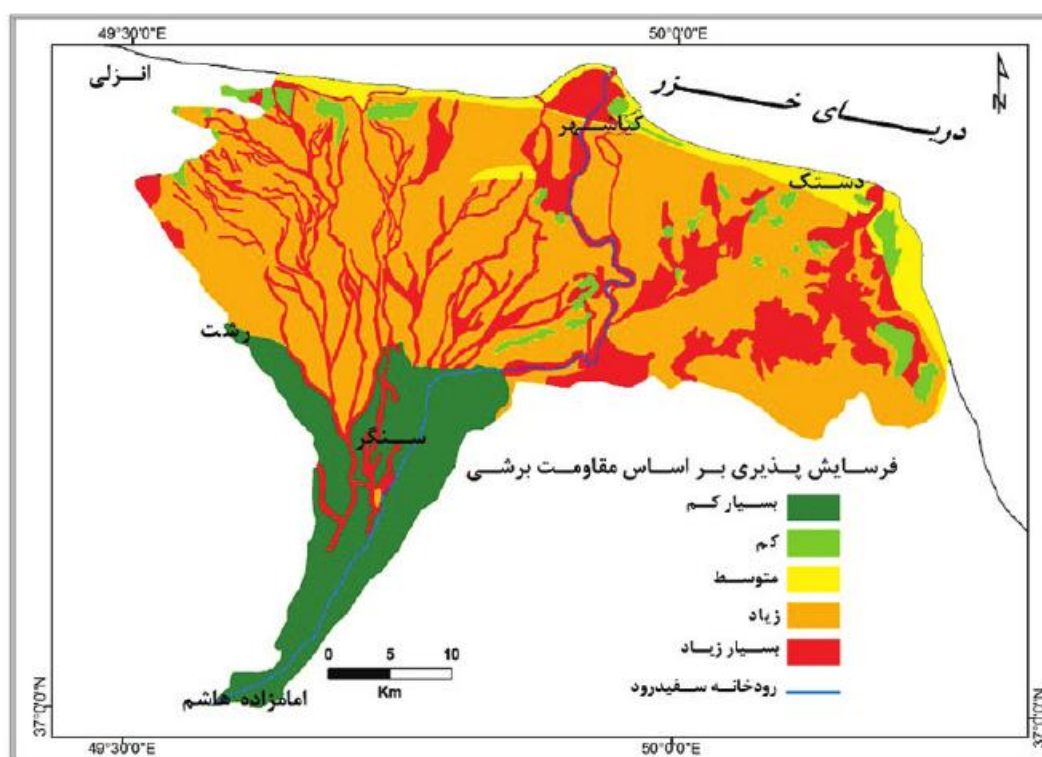 49°30'0"E
50°0'0"E
انزلی
دریای خزر
N
کیاشهر
دستک
رشت
سنگر
امامزاده هاشم
فرسایش پذیری بر اساس مقاومت برشی
بسیار کم
کم
متوسط
زیاد
بسیار زیاد
رودخانه سفیدرود
0 5 10
Km
37°0'0"N
37°0'0"N
49°30'0"E
50°0'0"E